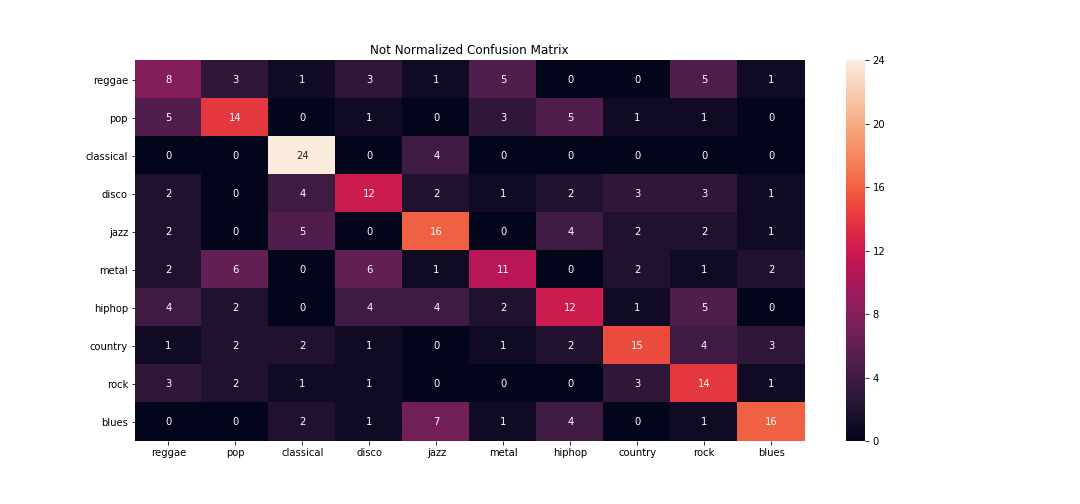 Not Normalized Confusion Matrix
reggae 8 3 1 3 1 5 0 0 5 1
pop 5 14 0 1 0 3 5 1 1 0
classical 0 0 24 0 4 0 0 0 0 0
disco 2 0 4 12 2 1 2 3 3 1
jazz 2 0 5 0 16 0 4 2 2 1
metal 2 6 0 6 1 11 0 2 1 2
hiphop 4 2 0 4 4 2 12 1 5 0
country 1 2 2 1 0 1 2 15 4 3
rock 3 2 1 1 0 0 0 3 14 1
blues 0 0 2 1 7 1 4 0 1 16
reggae pop classical disco jazz metal hiphop country rock blues
24
20
16
12
8
4
0